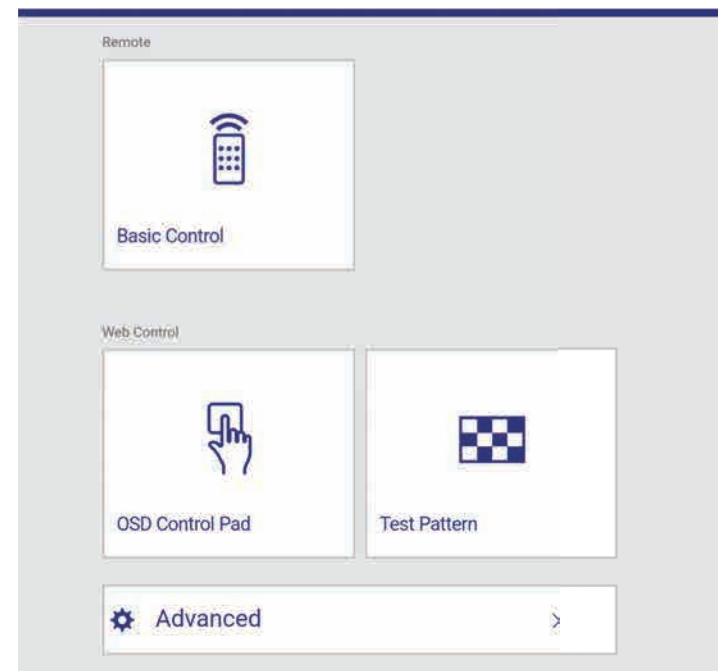 Remote
Basic Control
Web Control
OSD Control Pad
Test Pattern
Advanced